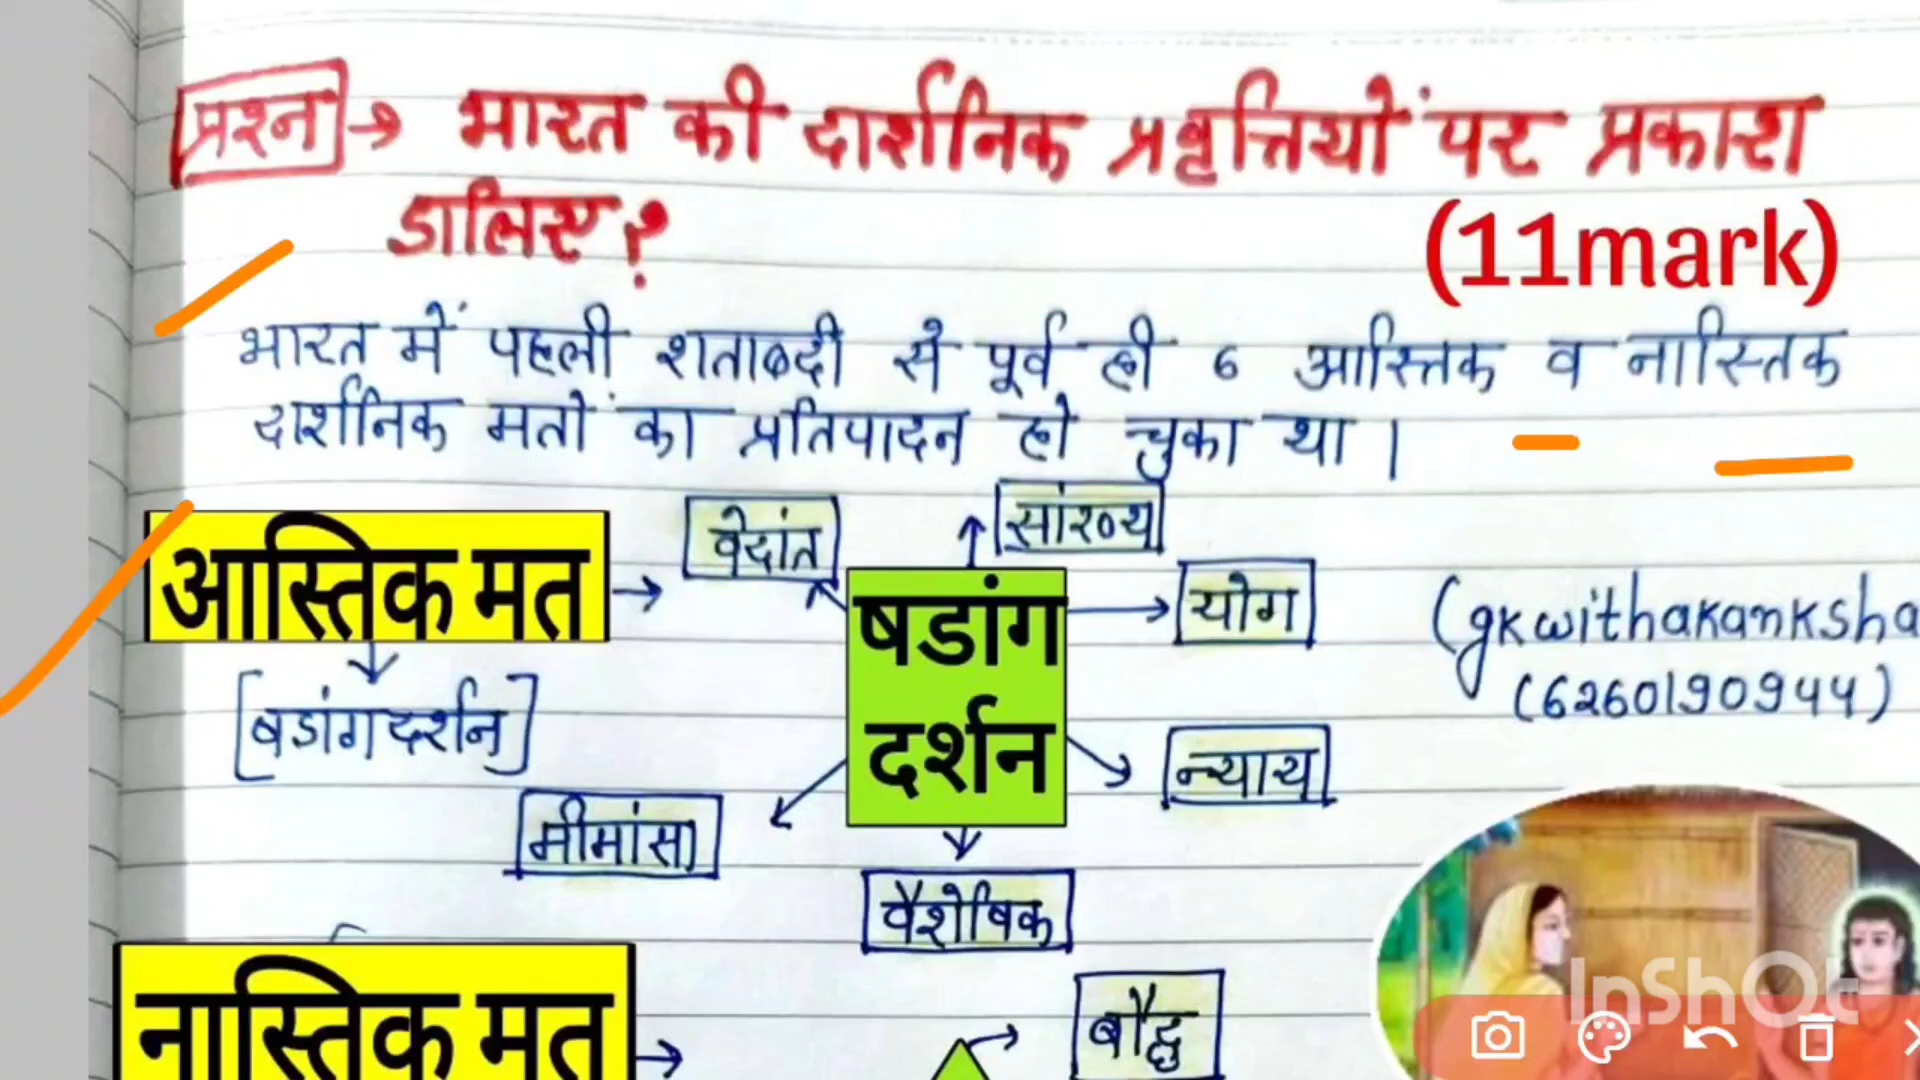 प्रश्न → भारत की दार्शनिक प्रवृत्तियों पर प्रकाश
डालिए ?
(11mark)
भारत में पहली शताब्दी से पूर्व ही 6 आस्तिक व नास्तिक
दार्शनिक मतों का प्रतिपादन हो चुका था ।
आस्तिक मत →
वेदांत
सांख्य
षडांग
दर्शन
योग
(gkwithakanksha
(6260190944)
[षडांग दर्शन]
न्याय
मीमांसा
वैशेषिक
नास्तिक मत →
बौद्ध
InShOt